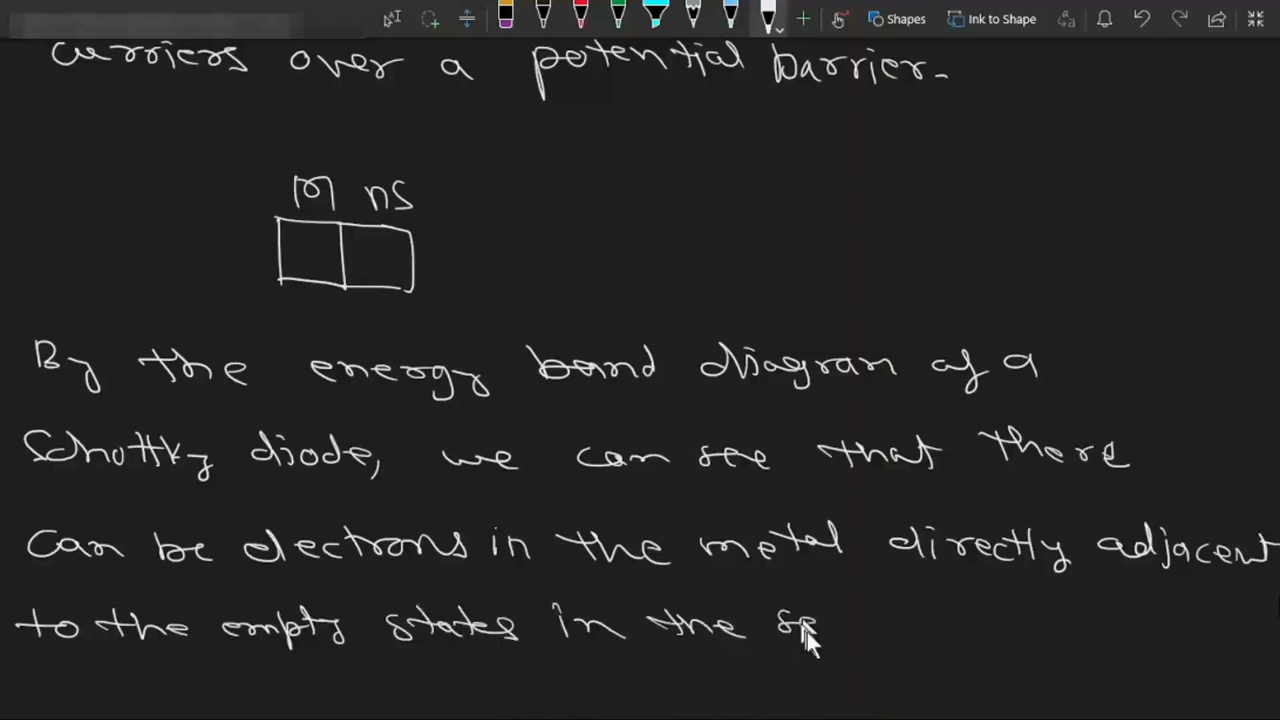 Shapes Ink to Shape
carriers over a potential barrier.
M ns
By the energy band diagram of a
Schottky diode, we can see that there
can be electrons in the metal directly adjacent
to the empty states in the se